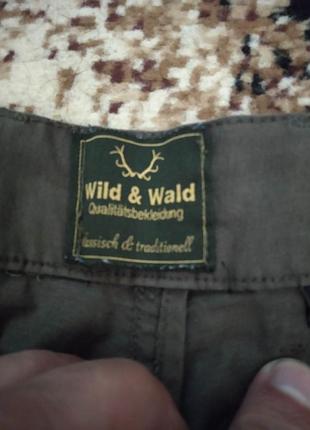 Wild & Wald
Qualitätsbekleidung
klassisch & traditionell